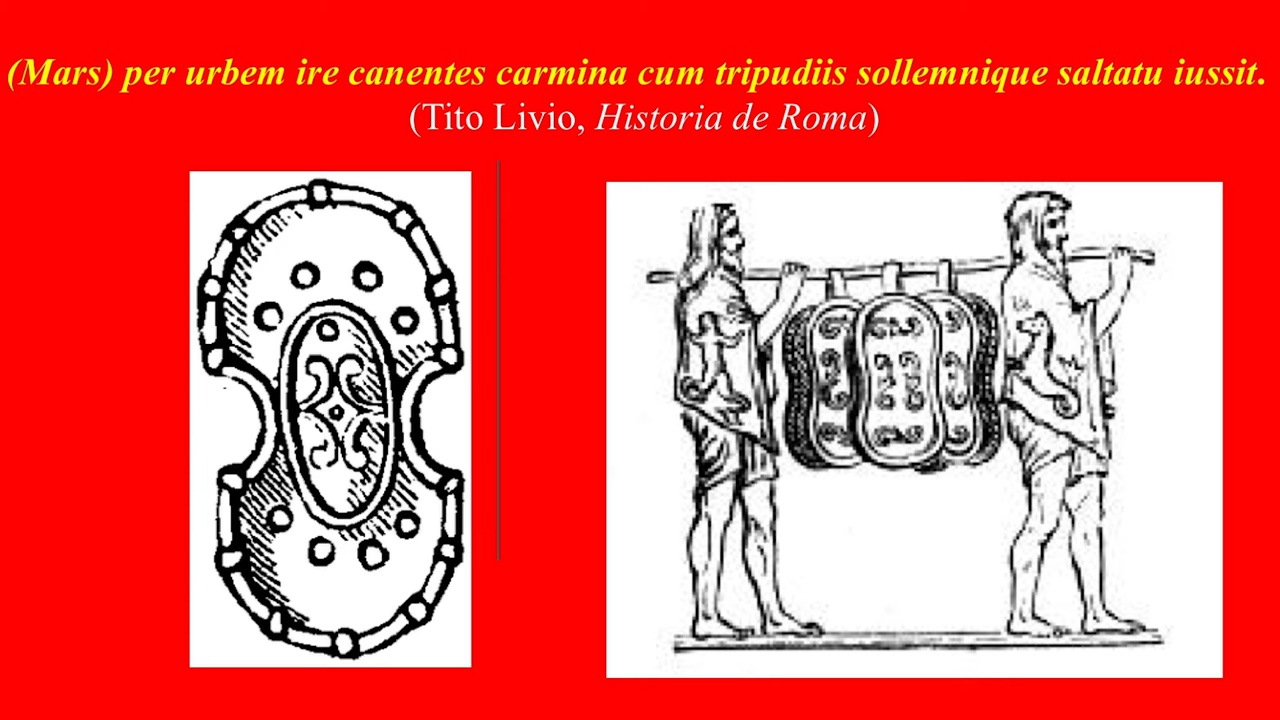 (Mars) per urbem ire canentes carmina cum tripudiis sollemnique saltatu iussit.
(Tito Livio, Historia de Roma)